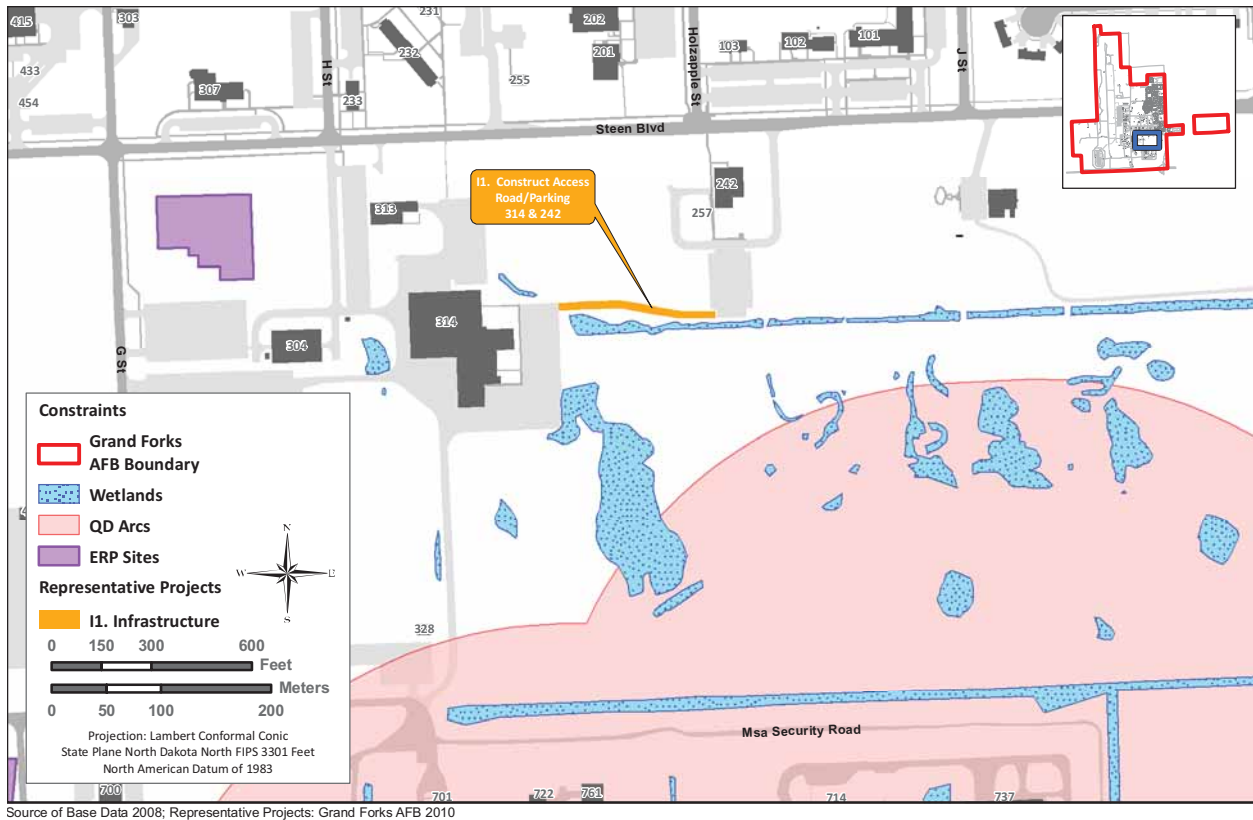 415
303
231
202
201
232
433
454
307
H St
233
255
Holzapple St
103
102
101
J St
Steen Blvd
I1. Construct Access
Road/Parking
314 & 242
242
257
313
314
304
G St
Constraints
Grand Forks
AFB Boundary
Wetlands
QD Arcs
ERP Sites
Representative Projects
I1. Infrastructure
N
W
E
S
0 150 300 600
Feet
Meters
0 50 100 200
Projection: Lambert Conformal Conic
State Plane North Dakota North FIPS 3301 Feet
North American Datum of 1983
328
Msa Security Road
700
701
722
761
714
737
Source of Base Data 2008; Representative Projects: Grand Forks AFB 2010